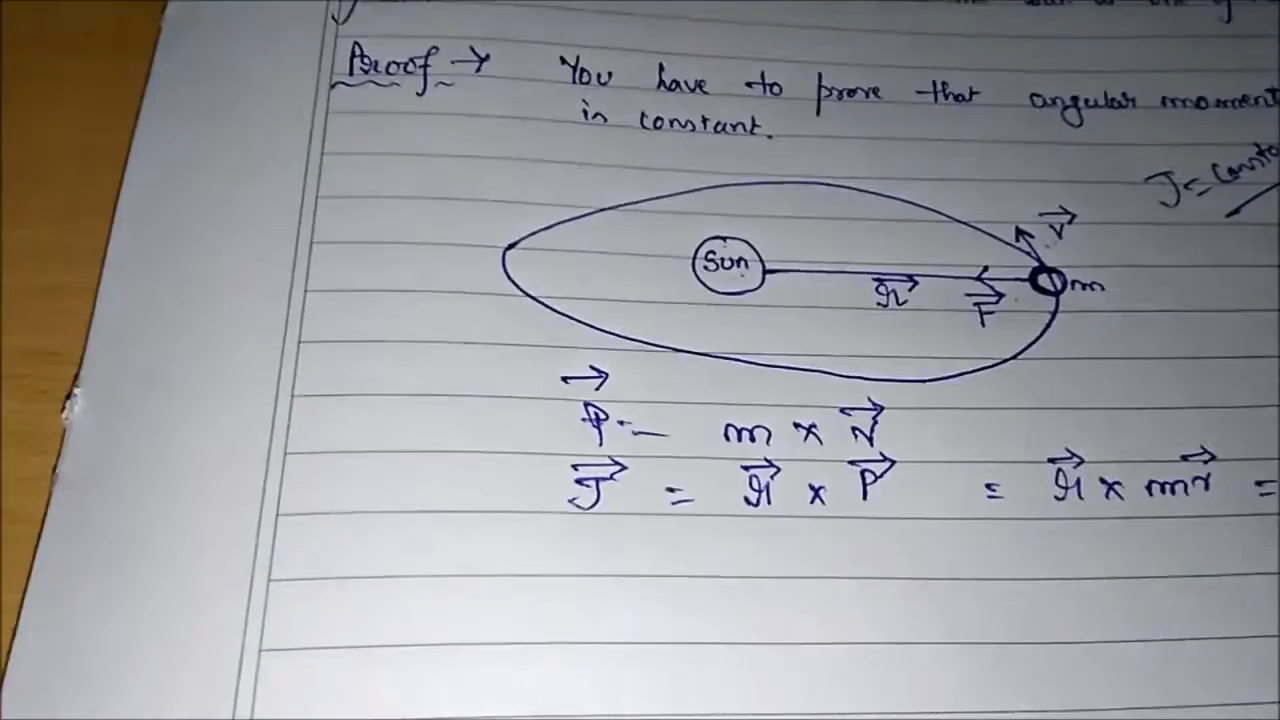 Proof → You have to prove that angular moment
is constant.
J = consta
Sun
r⃗
F⃗
v⃗
m
P⃗ = m × v⃗
J⃗ = r⃗ × P⃗ = r⃗ × mv⃗ =